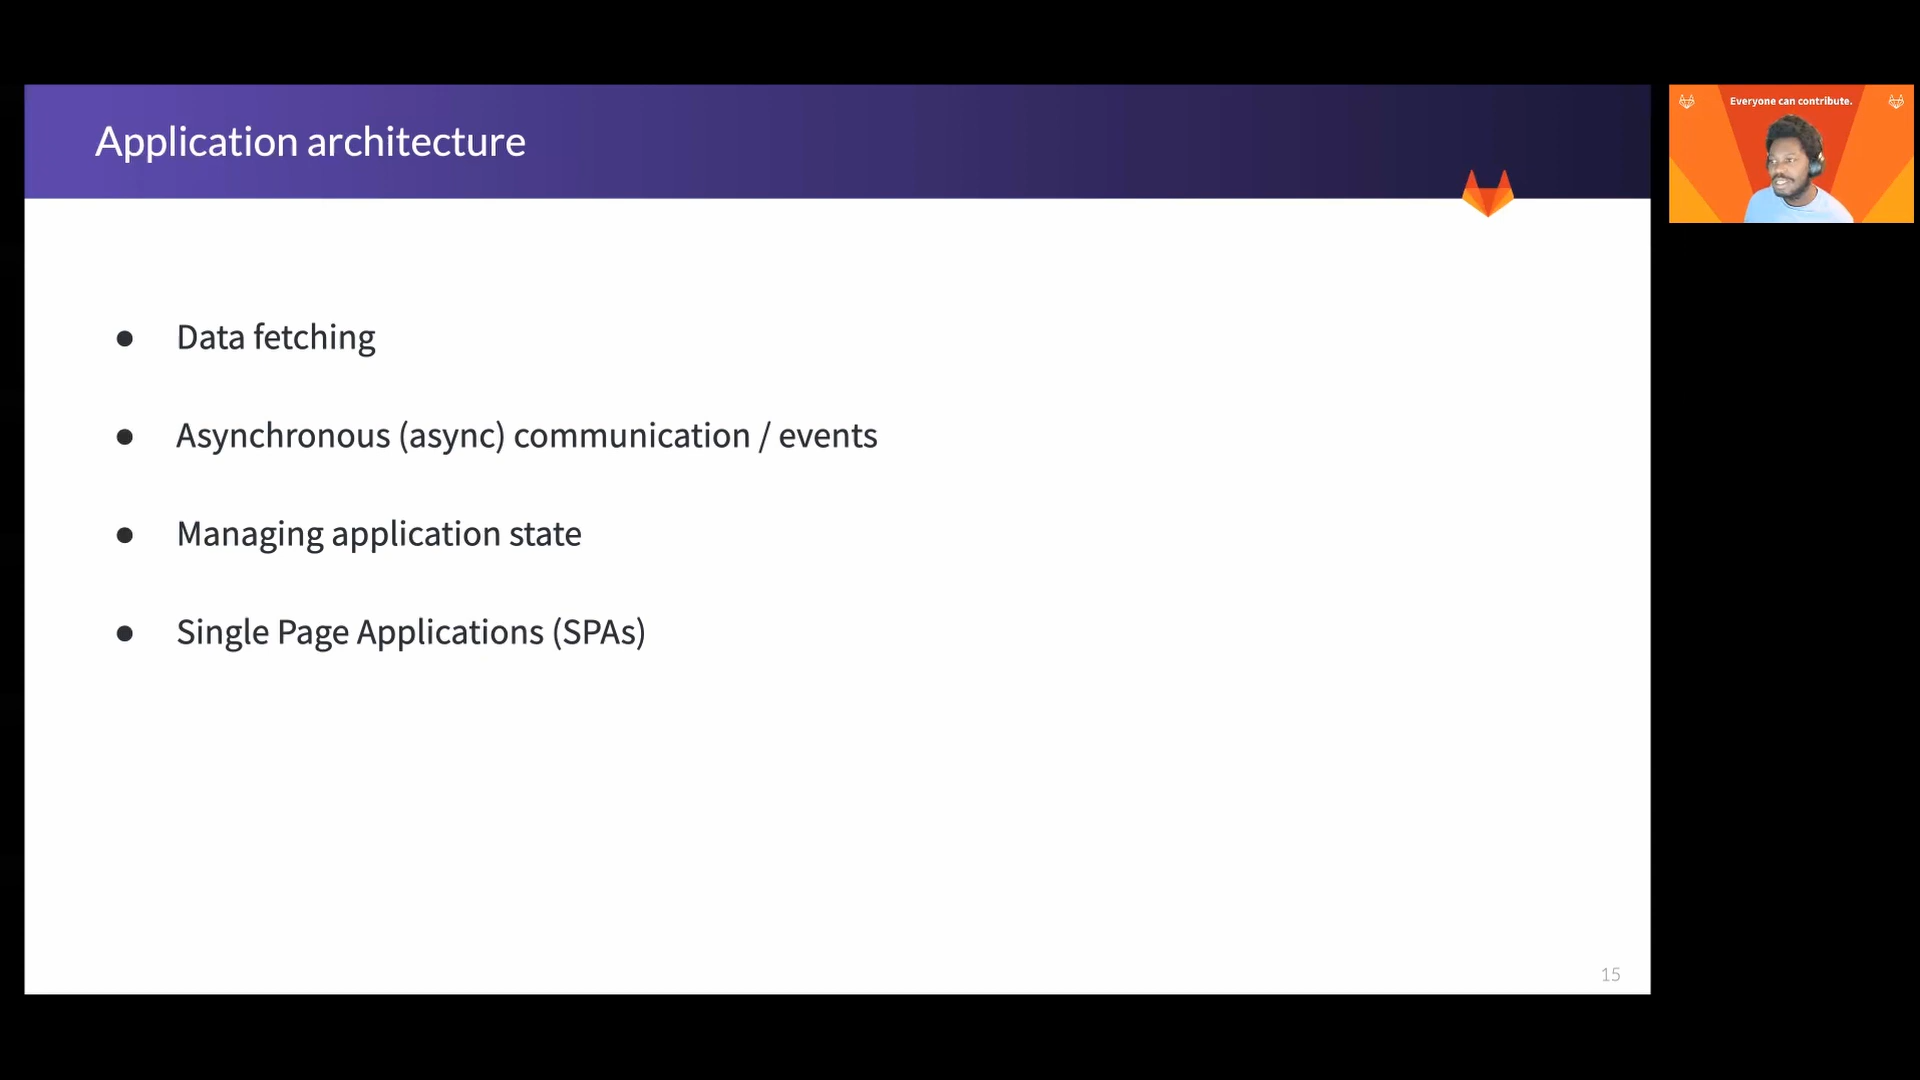 Application architecture
Everyone can contribute.
● Data fetching
● Asynchronous (async) communication / events
● Managing application state
● Single Page Applications (SPAs)
15